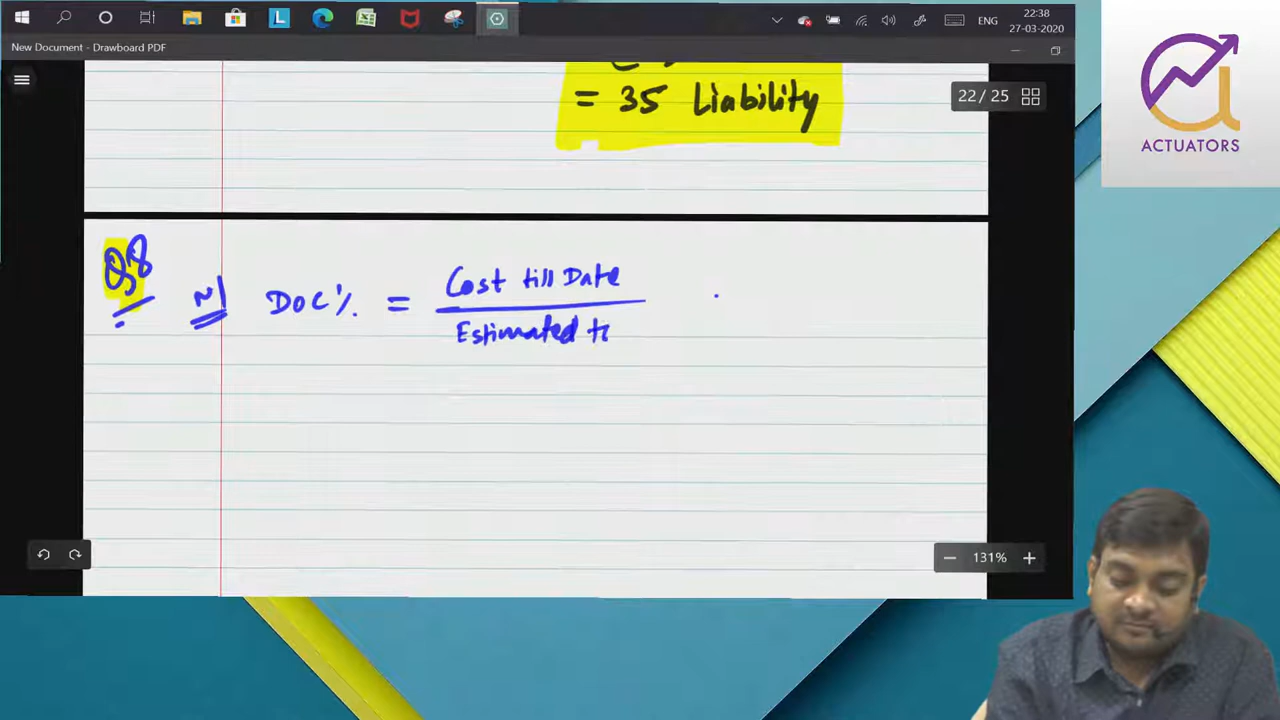 22:38
ENG
27-03-2020
New Document - Drawboard PDF
= 35 Liability
22 / 25
ACTUATORS
Q8
N1 DOC% = Cost till Date
Estimated t
131%